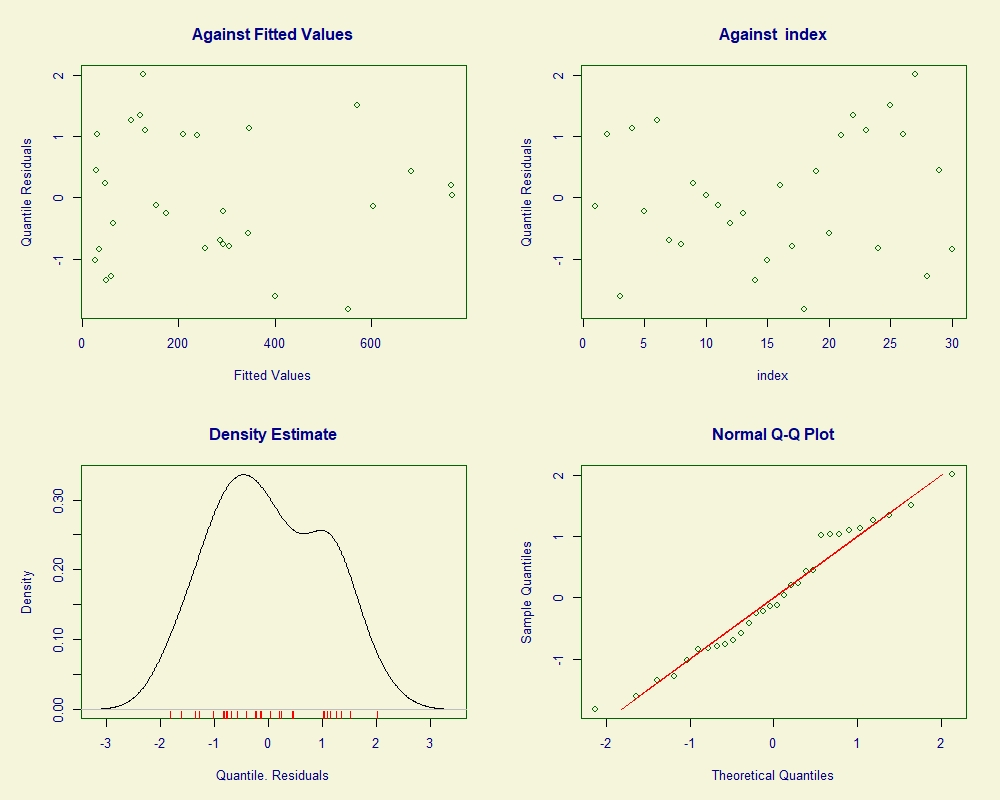 Against Fitted Values
Quantile Residuals
2
1
0
-1
0 200 400 600
Fitted Values
Against index
Quantile Residuals
2
1
0
-1
0 5 10 15 20 25 30
index
Density Estimate
Density
0.30
0.20
0.10
0.00
-3 -2 -1 0 1 2 3
Quantile. Residuals
Normal Q-Q Plot
Sample Quantiles
2
1
0
-1
-2 -1 0 1 2
Theoretical Quantiles